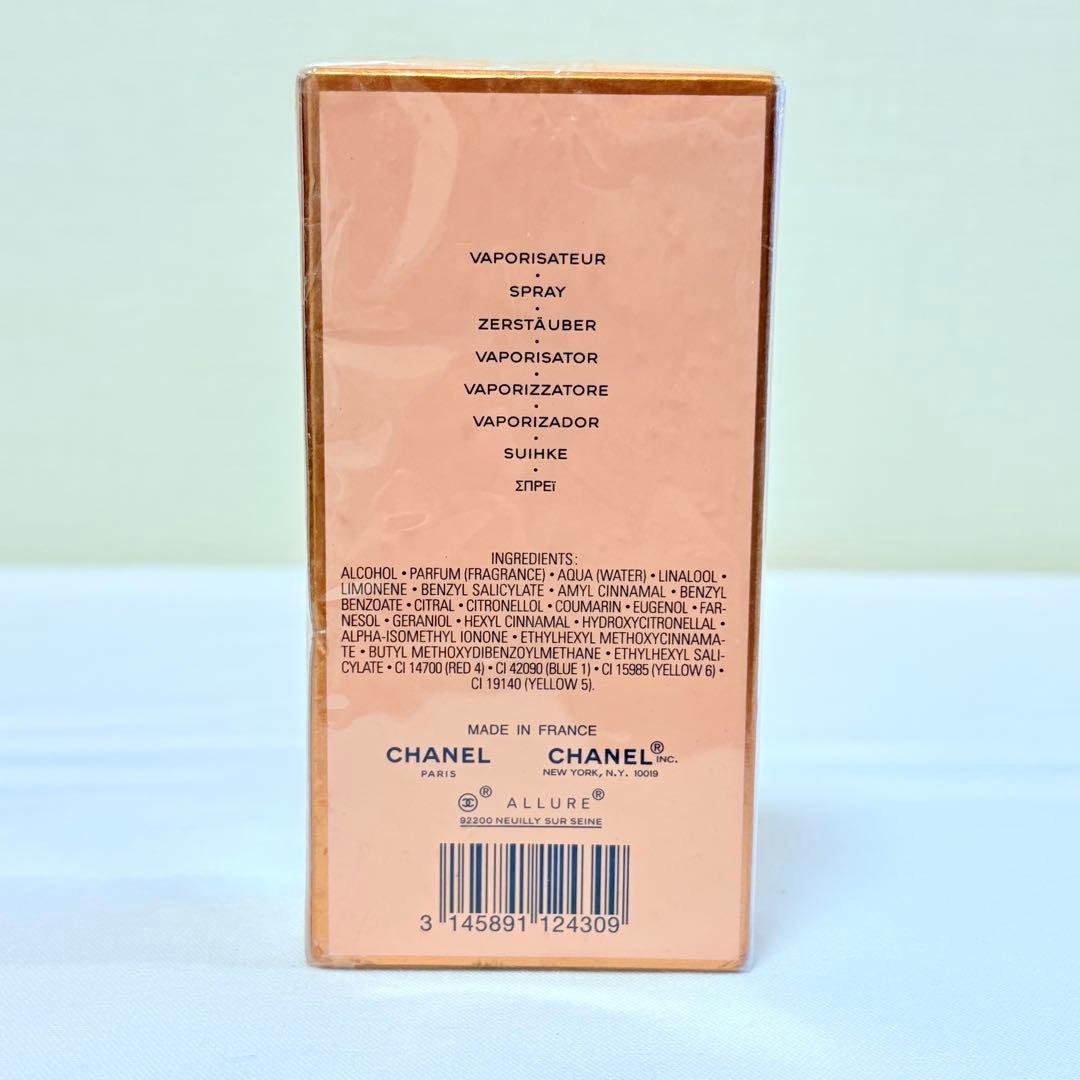 VAPORISATEUR
•
SPRAY
•
ZERSTÄUBER
•
VAPORISATOR
•
VAPORIZZATORE
•
VAPORIZADOR
•
SUIHKE
•
ΣΠΡΕϊ
INGREDIENTS:
ALCOHOL • PARFUM (FRAGRANCE) • AQUA (WATER) • LINALOOL •
LIMONENE • BENZYL SALICYLATE • AMYL CINNAMAL • BENZYL
BENZOATE • CITRAL • CITRONELLOL • COUMARIN • EUGENOL • FAR-
NESOL • GERANIOL • HEXYL CINNAMAL • HYDROXYCITRONELLAL •
ALPHA-ISOMETHYL IONONE • ETHYLHEXYL METHOXYCINNAMA-
TE • BUTYL METHOXYDIBENZOYLMETHANE • ETHYLHEXYL SALI-
CYLATE • CI 14700 (RED 4) • CI 42090 (BLUE 1) • CI 15985 (YELLOW 6) •
CI 19140 (YELLOW 5).
MADE IN FRANCE
CHANEL CHANEL® INC.
PARIS NEW YORK, N.Y. 10019
® ALLURE®
92200 NEUILLY SUR SEINE
3 145891 124309